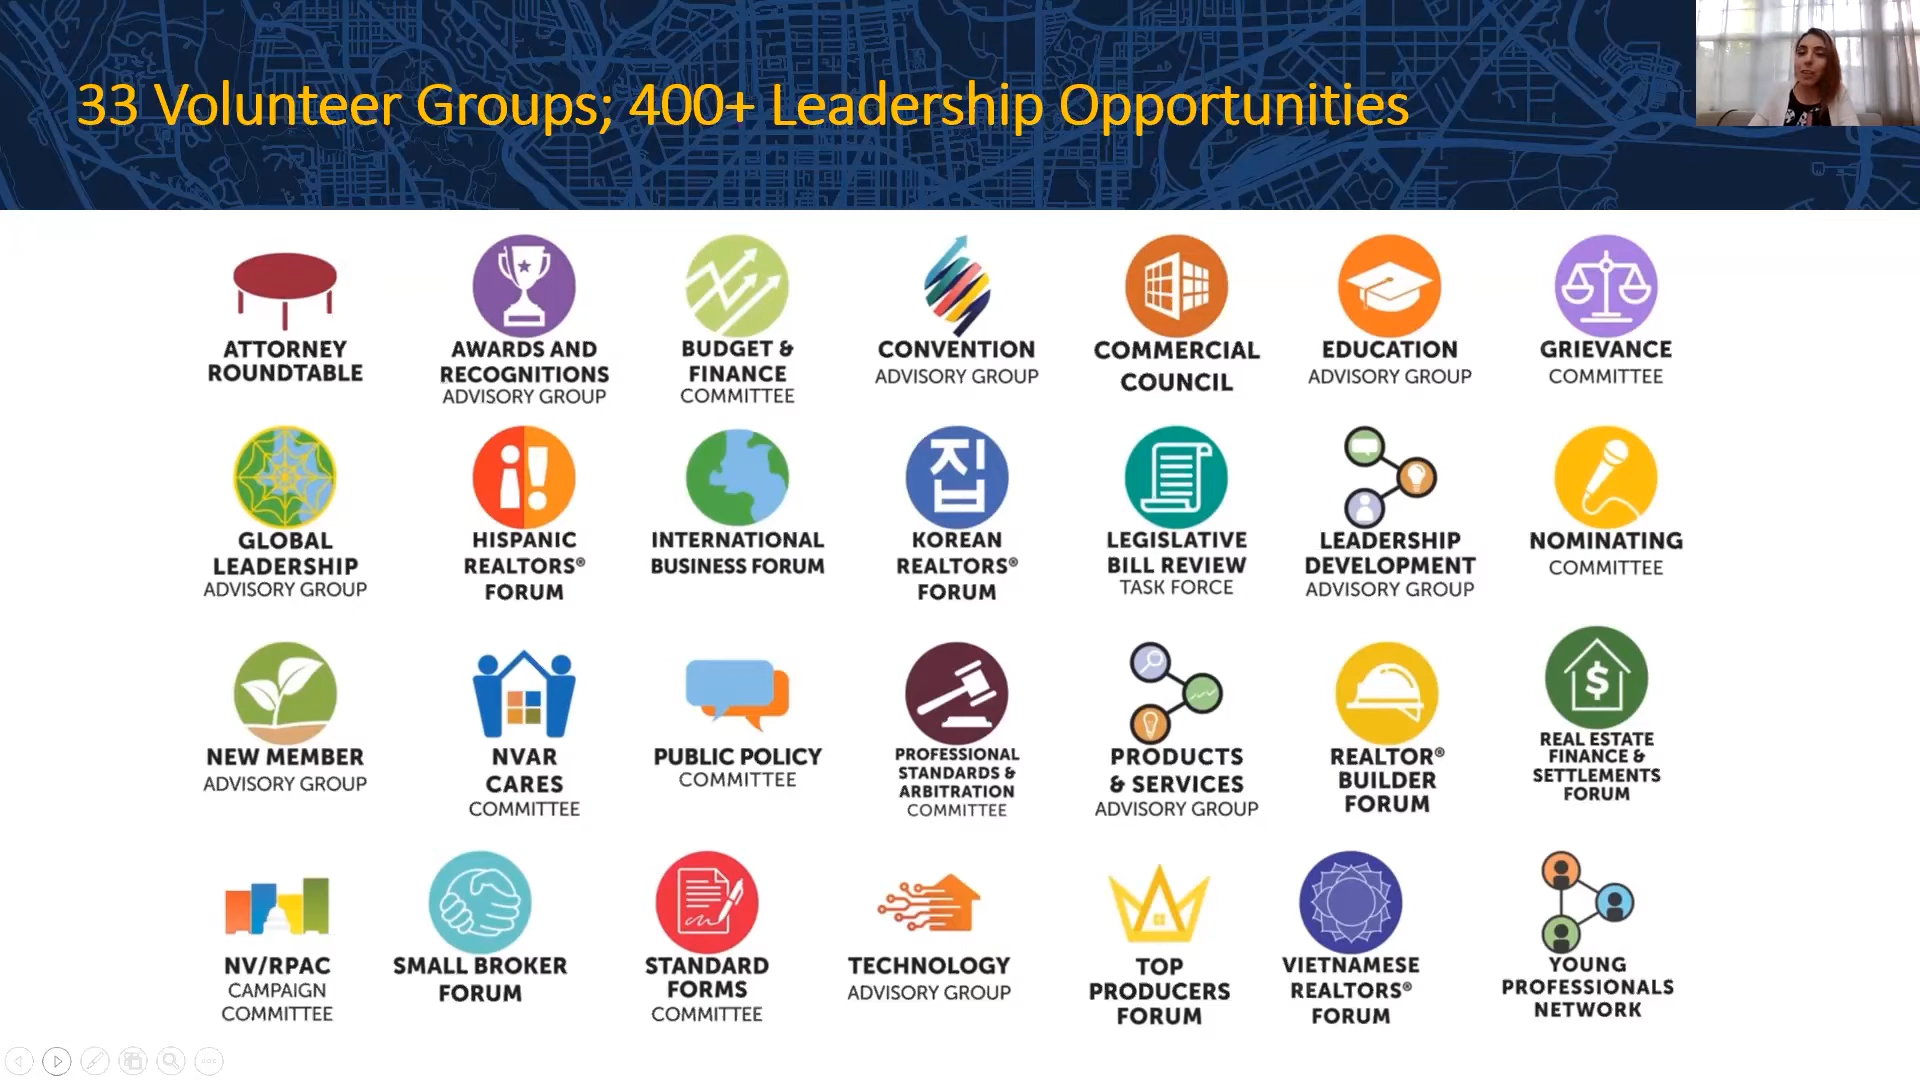 33 Volunteer Groups; 400+ Leadership Opportunities
ATTORNEY
ROUNDTABLE
AWARDS AND
RECOGNITIONS
ADVISORY GROUP
BUDGET &
FINANCE
COMMITTEE
CONVENTION
ADVISORY GROUP
COMMERCIAL
COUNCIL
EDUCATION
ADVISORY GROUP
GRIEVANCE
COMMITTEE
GLOBAL
LEADERSHIP
ADVISORY GROUP
HISPANIC
REALTORS®
FORUM
INTERNATIONAL
BUSINESS FORUM
집
KOREAN
REALTORS®
FORUM
LEGISLATIVE
BILL REVIEW
TASK FORCE
LEADERSHIP
DEVELOPMENT
ADVISORY GROUP
NOMINATING
COMMITTEE
NEW MEMBER
ADVISORY GROUP
NVAR
CARES
COMMITTEE
PUBLIC POLICY
COMMITTEE
PROFESSIONAL
STANDARDS &
ARBITRATION
COMMITTEE
PRODUCTS
& SERVICES
ADVISORY GROUP
REALTOR®
BUILDER
FORUM
$
REAL ESTATE
FINANCE &
SETTLEMENTS
FORUM
NV/RPAC
CAMPAIGN
COMMITTEE
SMALL BROKER
FORUM
STANDARD
FORMS
COMMITTEE
TECHNOLOGY
ADVISORY GROUP
TOP
PRODUCERS
FORUM
VIETNAMESE
REALTORS®
FORUM
YOUNG
PROFESSIONALS
NETWORK